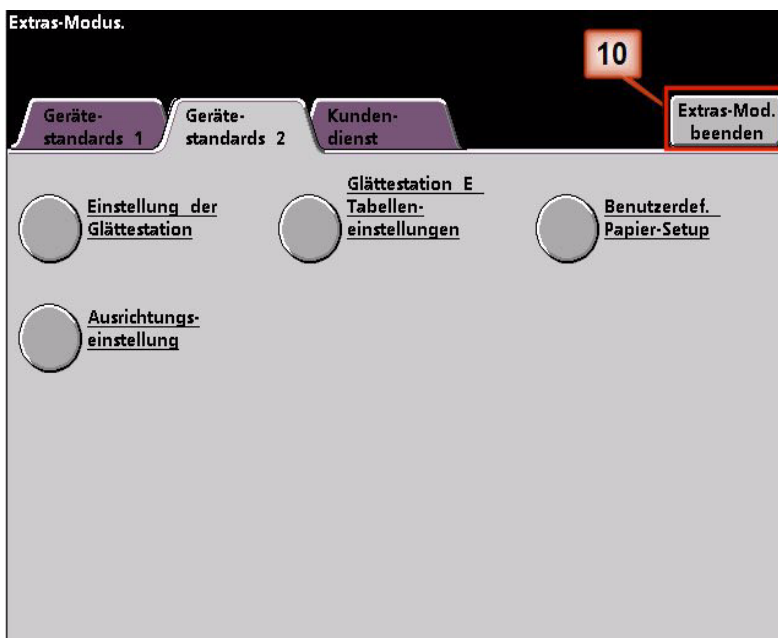 Extras-Modus.
10
Geräte-
standards 1
Geräte-
standards 2
Kunden-
dienst
Extras-Mod.
beenden
Einstellung der
Glättestation
Glättestation E
Tabellen-
einstellungen
Benutzerdef.
Papier-Setup
Ausrichtungs-
einstellung